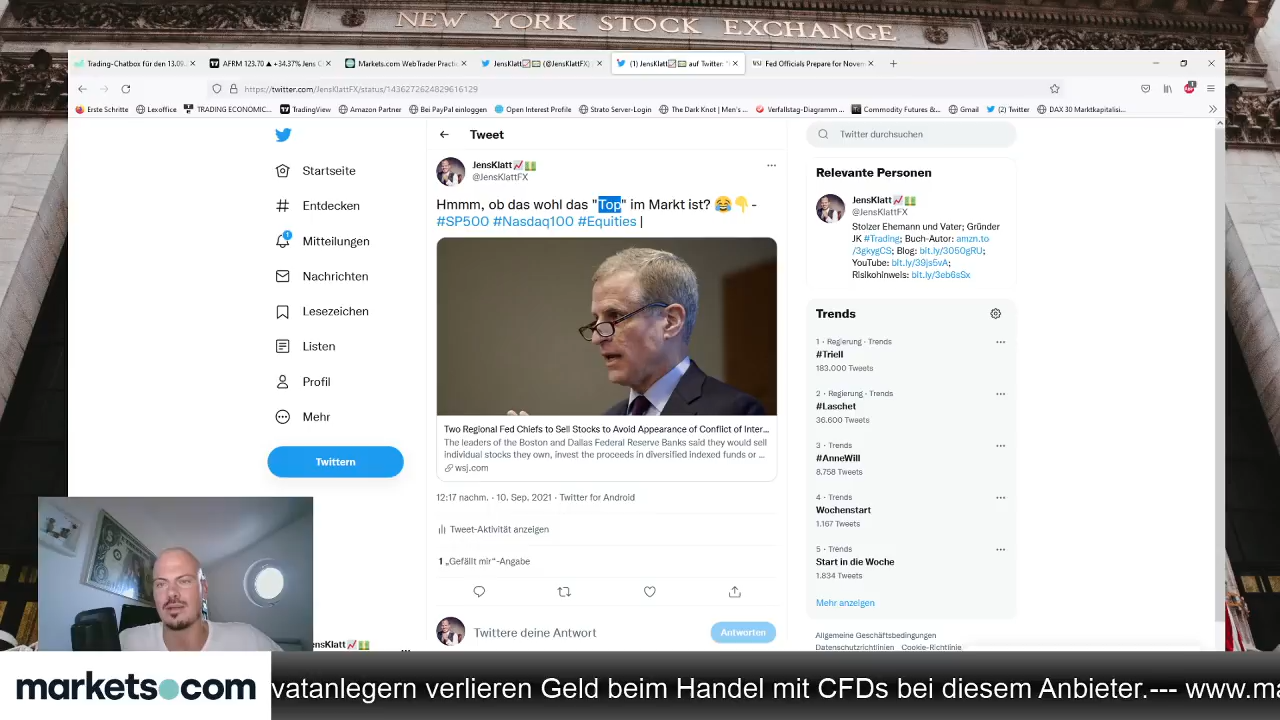 NEW YORK STOCK EXCHANGE
Trading-Chatbox für den 13.09.
AFRM 123.70 ▲ +34.37% Jens C
Markets.com WebTrader Practic
JensKlatt (@JensKlattFX)
(1) JensKlatt auf Twitter: "
Fed Officials Prepare for Novem
https://twitter.com/JensKlattFX/status/1436272624829616129
Erste Schritte
Lexoffice
TRADING ECONOMIC...
TradingView
Amazon Partner
Bei PayPal einloggen
Open Interest Profile
Strato Server-Login
The Dark Knot | Men's ...
Verfallstag-Diagramm ...
Commodity Futures &...
Gmail
(2) Twitter
DAX 30 Marktkapitalisi...
Startseite
Entdecken
1
Mitteilungen
Nachrichten
Lesezeichen
Listen
Profil
Mehr
Twittern
Tweet
JensKlatt📈💵
@JensKlattFX
Hmmm, ob das wohl das "Top" im Markt ist? 😂👇 -
#SP500 #Nasdaq100 #Equities |
Two Regional Fed Chiefs to Sell Stocks to Avoid Appearance of Conflict of Inter...
The leaders of the Boston and Dallas Federal Reserve Banks said they would sell
individual stocks they own, invest the proceeds in diversified indexed funds or ...
wsj.com
12:17 nachm. · 10. Sep. 2021 · Twitter for Android
Tweet-Aktivität anzeigen
1 „Gefällt mir“-Angabe
Twittere deine Antwort
Antworten
Twitter durchsuchen
Relevante Personen
JensKlatt📈💵
@JensKlattFX
Stolzer Ehemann und Vater; Gründer
JK #Trading; Buch-Autor: amzn.to
/3gkygCS; Blog: bit.ly/3050gRU;
YouTube: bit.ly/39js5vA;
Risikohinweis: bit.ly/3eb6sSx
Trends
1 · Regierung · Trends
#Triell
183.000 Tweets
2 · Regierung · Trends
#Laschet
36.600 Tweets
3 · Trends
#AnneWill
8.758 Tweets
4 · Trends
Wochenstart
1.167 Tweets
5 · Trends
Start in die Woche
1.834 Tweets
Mehr anzeigen
Allgemeine Geschäftsbedingungen
Datenschutzrichtlinien Cookie-Richtlinie
ensKlatt
markets.com
vatanlegern verlieren Geld beim Handel mit CFDs bei diesem Anbieter.--- www.ma